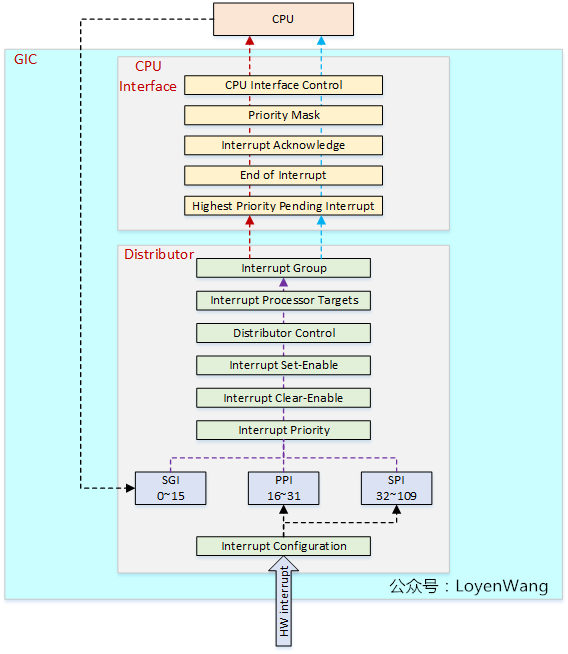 CPU
GIC
CPU
Interface
CPU Interface Control
Priority Mask
Interrupt Acknowledge
End of Interrupt
Highest Priority Pending Interrupt
Distributor
Interrupt Group
Interrupt Processor Targets
Distributor Control
Interrupt Set-Enable
Interrupt Clear-Enable
Interrupt Priority
SGI
0~15
PPI
16~31
SPI
32~109
Interrupt Configuration
HW interrupt
公众号：LoyenWang